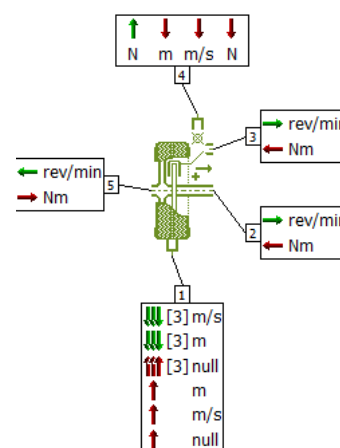 N m m/s N
4
3
rev/min
Nm
rev/min
Nm
5
+
rev/min
Nm
2
1
[3] m/s
[3] m
[3] null
m
m/s
null